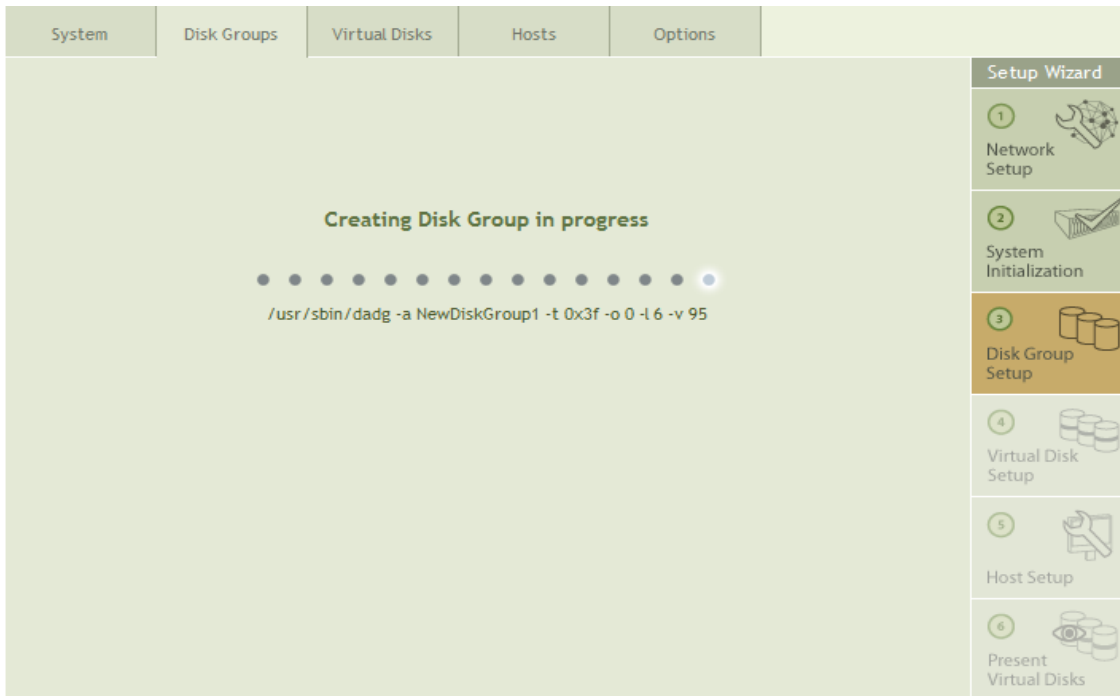 System
Disk Groups
Virtual Disks
Hosts
Options
Creating Disk Group in progress
/usr/sbin/dadg -a NewDiskGroup1 -t 0x3f -o 0 -l 6 -v 95
Setup Wizard
1
Network
Setup
2
System
Initialization
3
Disk Group
Setup
4
Virtual Disk
Setup
5
Host Setup
6
Present
Virtual Disks